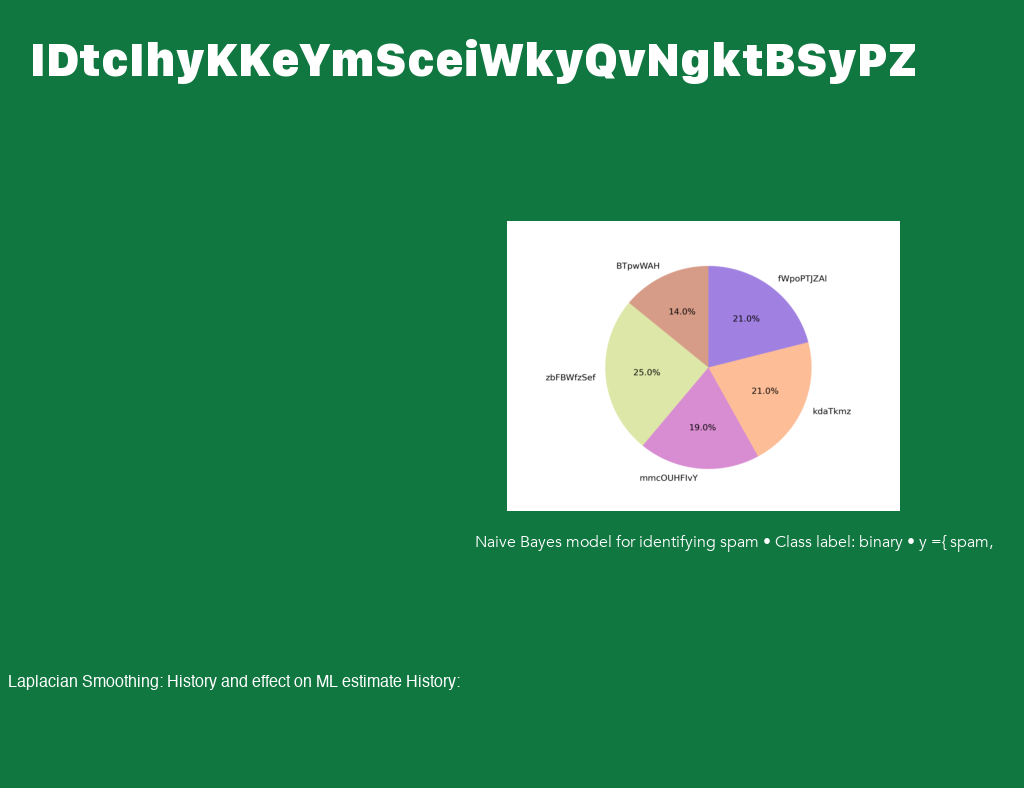 IDtcIhyKKeYmSceiWkyQvNgktBSyPZ
BTpwWAH
fWpoPTJZAl
14.0%
21.0%
25.0%
zbFBWfzSef
21.0%
kdaTkmz
19.0%
mmcOUHFIvY
Naive Bayes model for identifying spam • Class label: binary • y ={ spam,
Laplacian Smoothing: History and effect on ML estimate History: